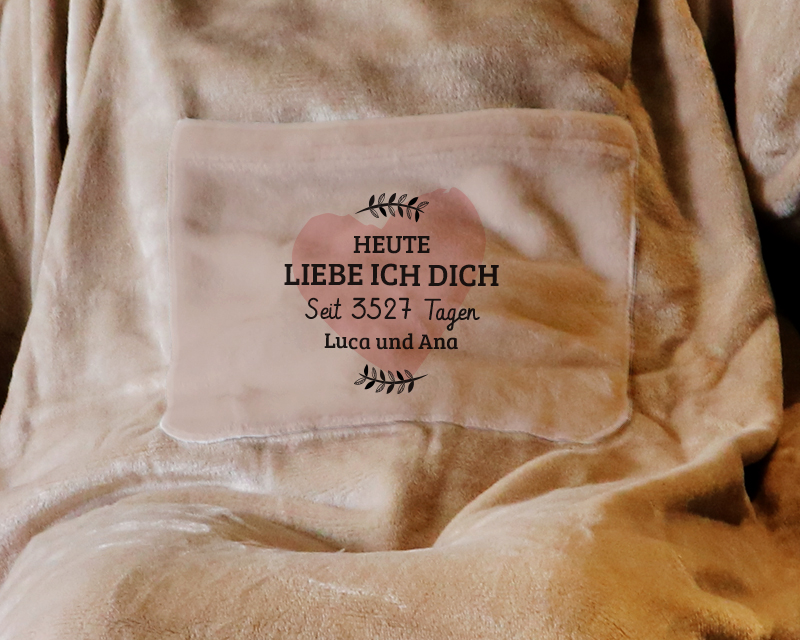 HEUTE
LIEBE ICH DICH
Seit 3527 Tagen
Luca und Ana